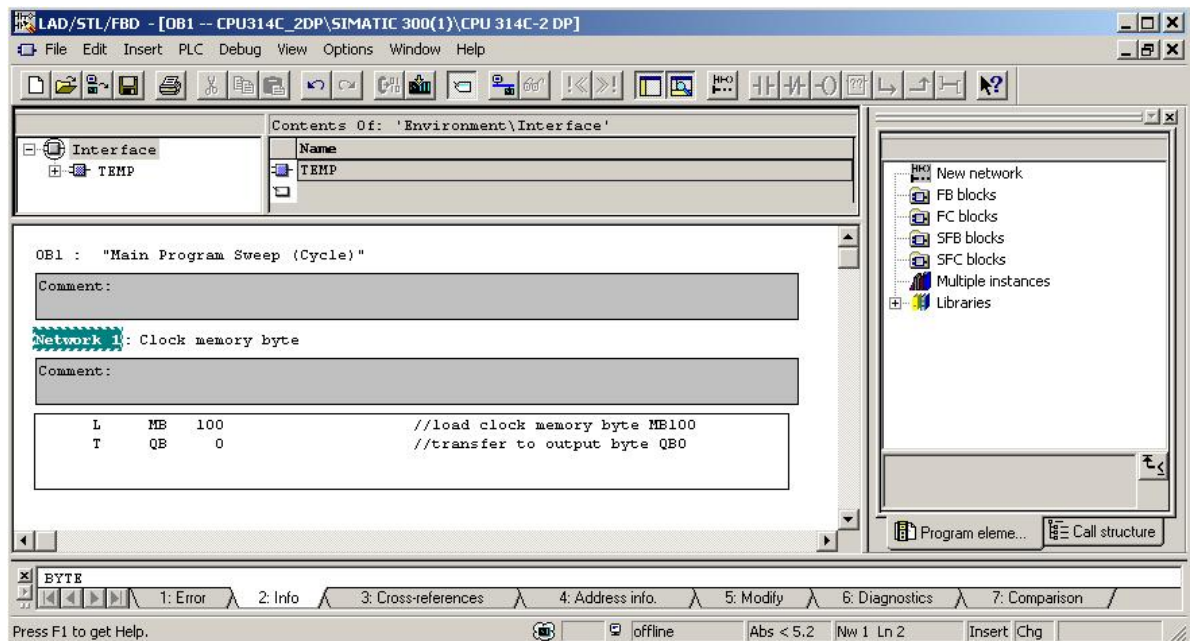 LAD/STL/FBD - [OB1 -- CPU314C_2DP\SIMATIC 300(1)\CPU 314C-2 DP]
File Edit Insert PLC Debug View Options Window Help
Contents Of: 'Environment\Interface'
Interface
TEMP
Name
TEMP
OB1 : "Main Program Sweep (Cycle)"
Comment:
Network 1: Clock memory byte
Comment:
L MB 100 //load clock memory byte MB100
T QB 0 //transfer to output byte QB0
New network
FB blocks
FC blocks
SFB blocks
SFC blocks
Multiple instances
Libraries
Program eleme... Call structure
BYTE
1: Error 2: Info 3: Cross-references 4: Address info. 5: Modify 6: Diagnostics 7: Comparison
Press F1 to get Help. offline Abs < 5.2 Nw 1 Ln 2 Insert Chg